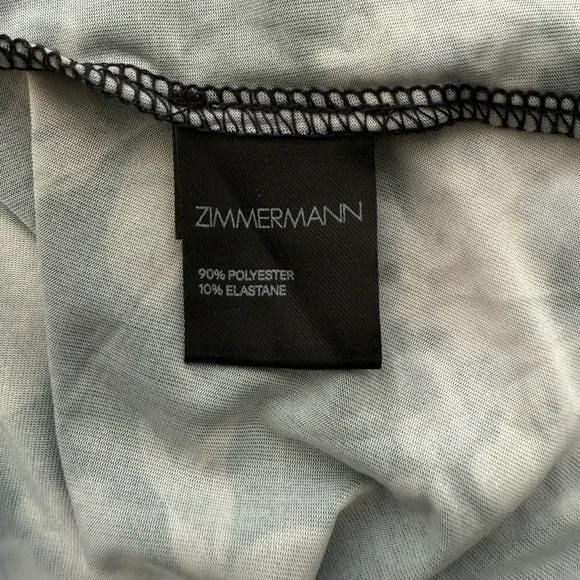 ZIMMERMANN
90% POLYESTER
10% ELASTANE